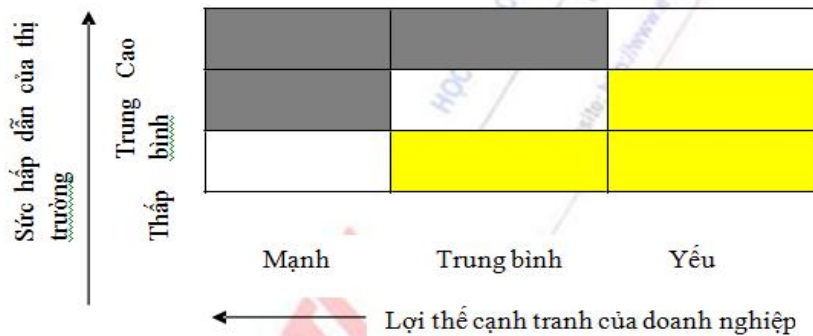 Sức hấp dẫn của thị
trường
Cao
Trung
bình
Thấp
Mạnh Trung bình Yếu
Lợi thế cạnh tranh của doanh nghiệp